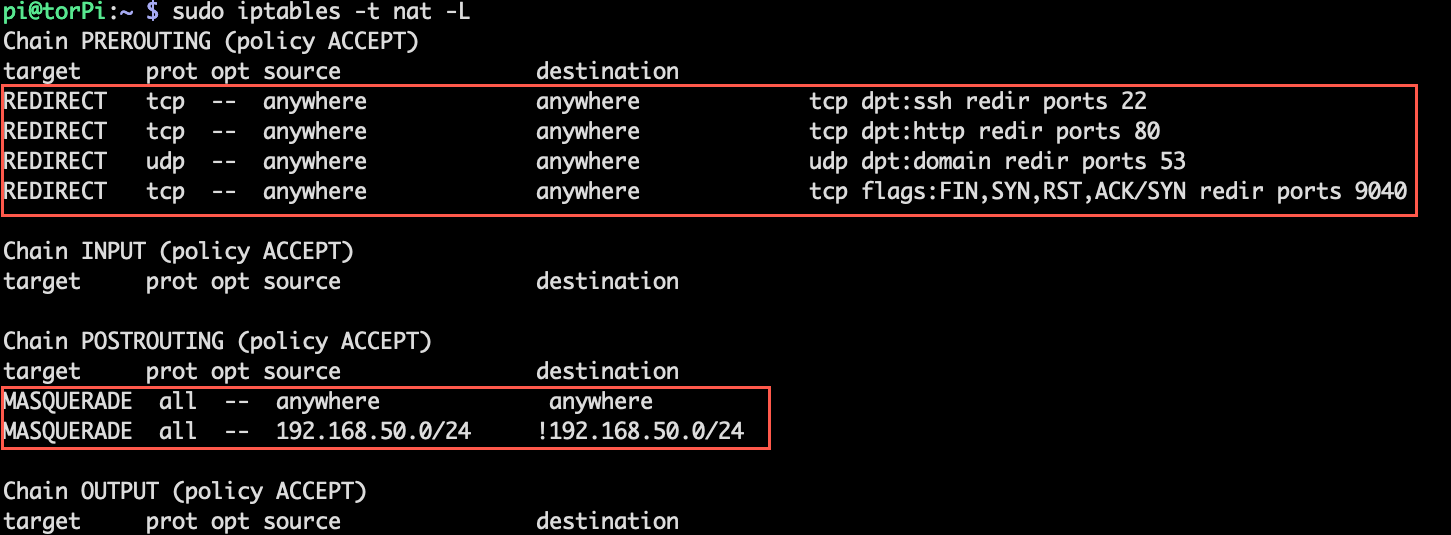 pi@torPi:~ $ sudo iptables -t nat -L
Chain PREROUTING (policy ACCEPT)
target     prot opt source               destination
REDIRECT   tcp  --  anywhere             anywhere             tcp dpt:ssh redir ports 22
REDIRECT   tcp  --  anywhere             anywhere             tcp dpt:http redir ports 80
REDIRECT   udp  --  anywhere             anywhere             udp dpt:domain redir ports 53
REDIRECT   tcp  --  anywhere             anywhere             tcp flags:FIN,SYN,RST,ACK/SYN redir ports 9040
Chain INPUT (policy ACCEPT)
target     prot opt source               destination
Chain POSTROUTING (policy ACCEPT)
target     prot opt source               destination
MASQUERADE  all  --  anywhere             anywhere
MASQUERADE  all  --  192.168.50.0/24     !192.168.50.0/24
Chain OUTPUT (policy ACCEPT)
target     prot opt source               destination